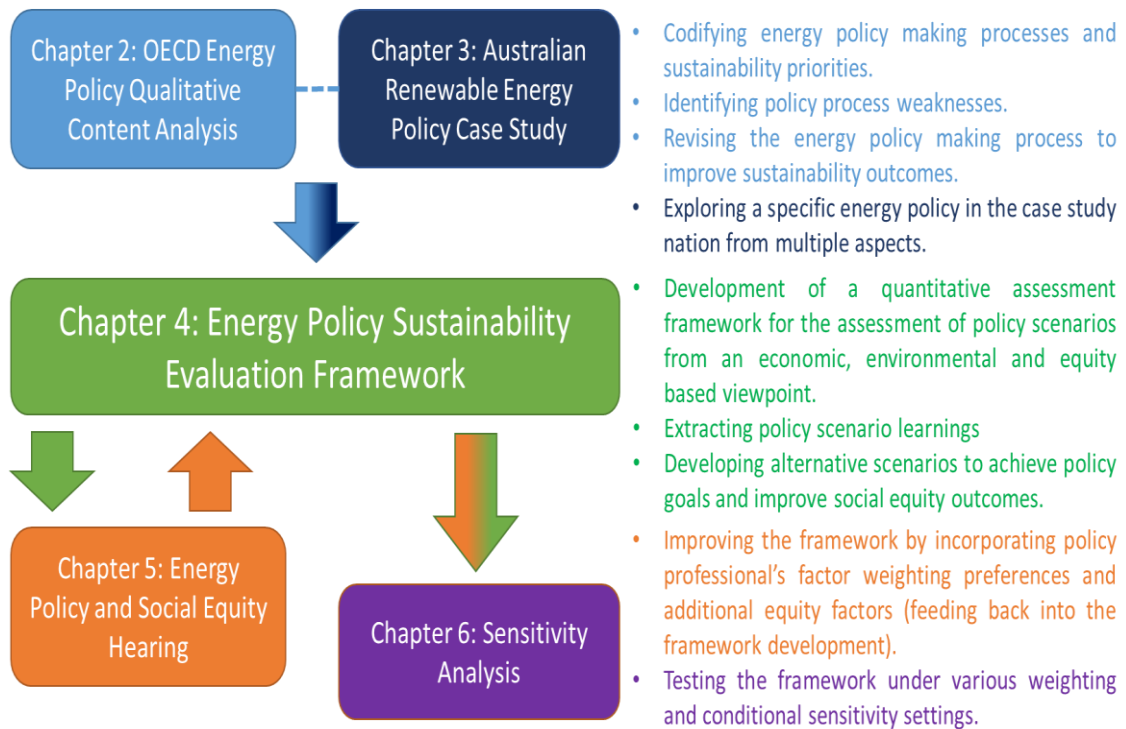 Chapter 2: OECD Energy
Policy Qualitative
Content Analysis
Chapter 3: Australian
Renewable Energy
Policy Case Study
Chapter 4: Energy Policy Sustainability
Evaluation Framework
Chapter 5: Energy
Policy and Social Equity
Hearing
Chapter 6: Sensitivity
Analysis
• Codifying energy policy making processes and
sustainability priorities.
• Identifying policy process weaknesses.
• Revising the energy policy making process to
improve sustainability outcomes.
• Exploring a specific energy policy in the case study
nation from multiple aspects.
• Development of a quantitative assessment
framework for the assessment of policy scenarios
from an economic, environmental and equity
based viewpoint.
• Extracting policy scenario learnings
• Developing alternative scenarios to achieve policy
goals and improve social equity outcomes.
• Improving the framework by incorporating policy
professional’s factor weighting preferences and
additional equity factors (feeding back into the
framework development).
• Testing the framework under various weighting
and conditional sensitivity settings.